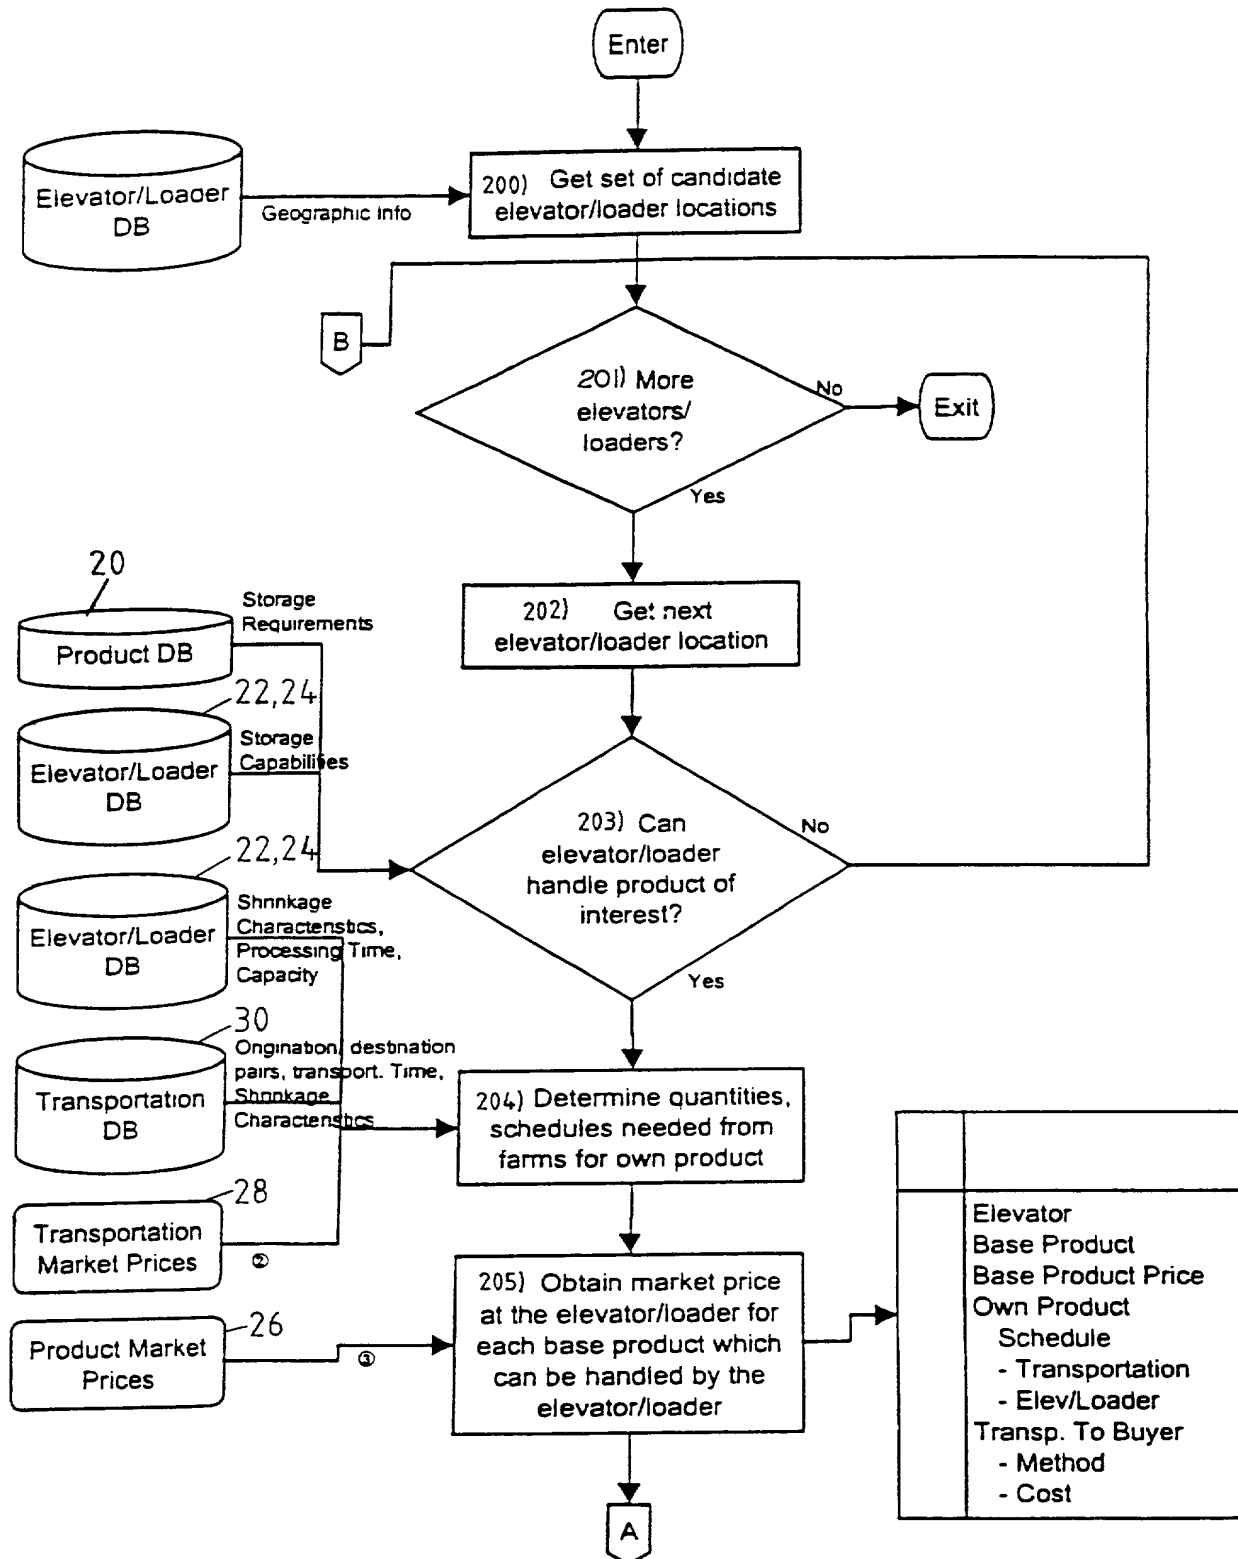 Enter
Elevator/Loader
DB
Geographic Info
200) Get set of candidate
elevator/loader locations
B
201) More
elevators/
loaders?
No
Exit
Yes
20
Storage
Requirements
Product DB
202) Get next
elevator/loader location
22,24
Storage
Capabilities
Elevator/Loader
DB
203) Can
elevator/loader
handle product of
interest?
No
22,24
Shrinkage
Characteristics,
Processing Time,
Capacity
Elevator/Loader
DB
Yes
30
Origination, destination
pairs, transport. Time,
Shrinkage
Characteristics
Transportation
DB
204) Determine quantities,
schedules needed from
farms for own product
28
Transportation
Market Prices
②
205) Obtain market price
at the elevator/loader for
each base product which
can be handled by the
elevator/loader
26
Product Market
Prices
③
Elevator
Base Product
Base Product Price
Own Product
Schedule
- Transportation
- Elev/Loader
Transp. To Buyer
- Method
- Cost
A